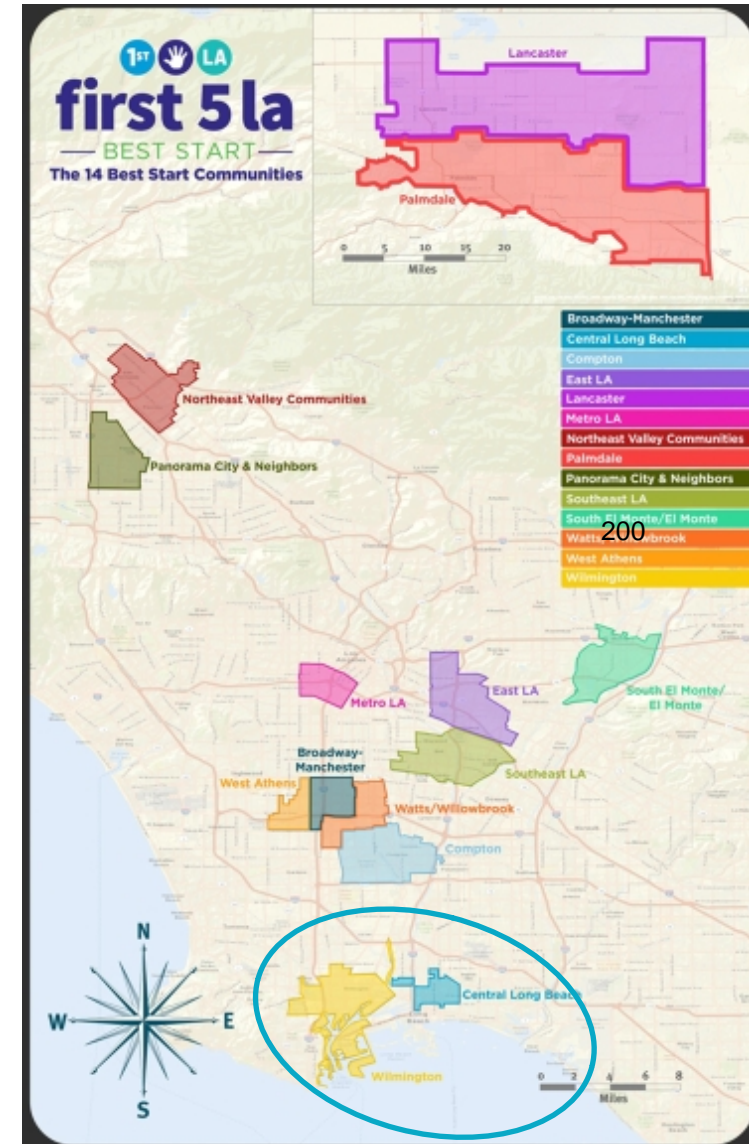 1ST LA
first 5 la
BEST START
The 14 Best Start Communities
Lancaster
Palmdale
0 5 10 15 20
Miles
Broadway-Manchester
Central Long Beach
Compton
East LA
Lancaster
Metro LA
Northeast Valley Communities
Palmdale
Panorama City & Neighbors
Southeast LA
South El Monte/El Monte
200
Watts/Willowbrook
West Athens
Wilmington
Northeast Valley Communities
Panorama City & Neighbors
Metro LA
East LA
South El Monte/
El Monte
Broadway-
Manchester
West Athens
Southeast LA
Watts/Willowbrook
Compton
N
W E
S
Central Long Beach
Wilmington
0 2 4 6 8
Miles